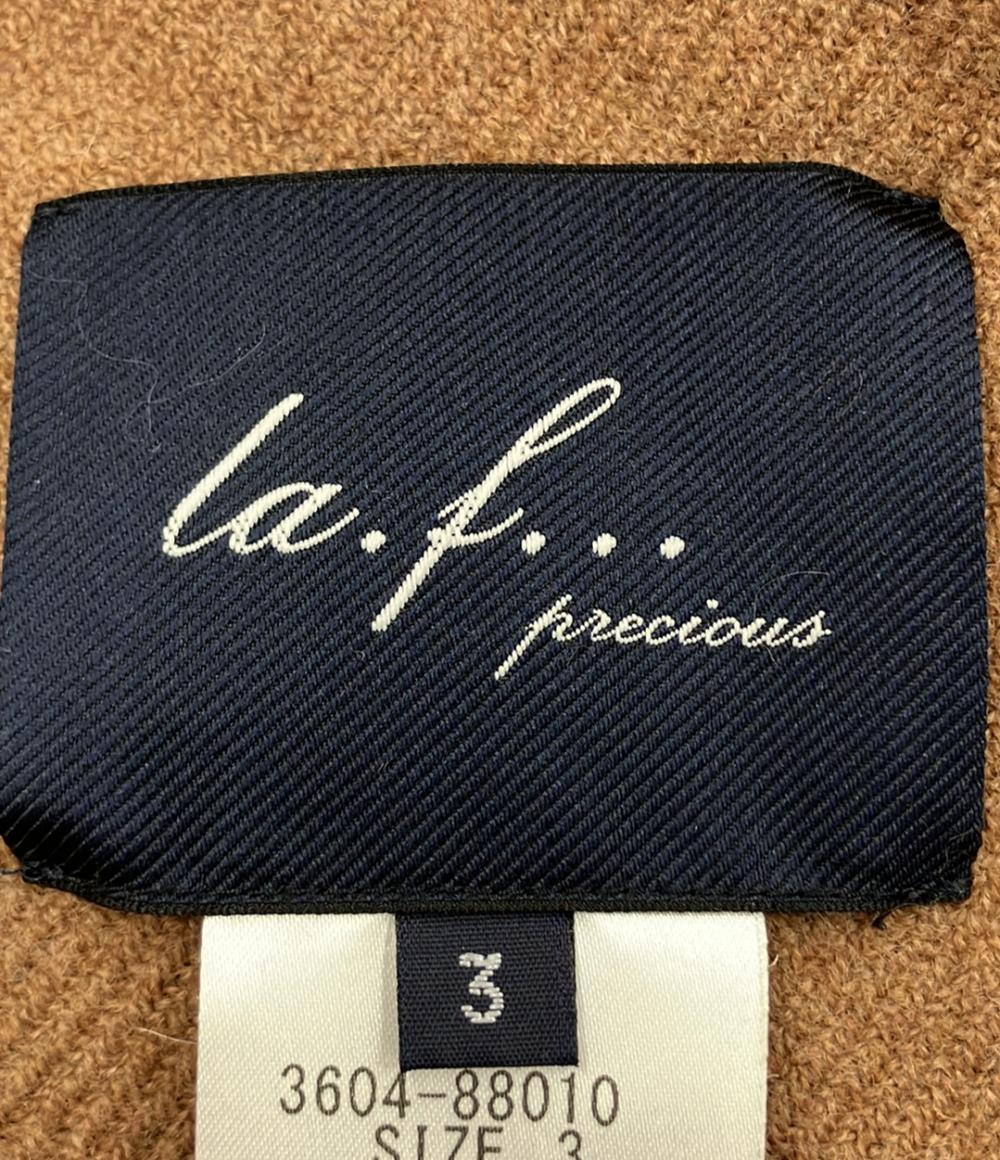 la.f...
precious
3
3604-88010
SIZE 3